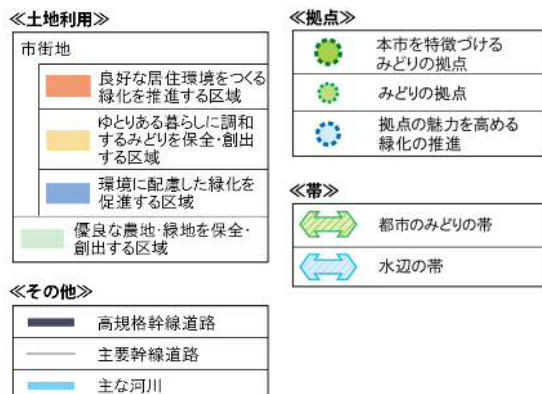 ≪土地利用≫
市街地
良好な居住環境をつくる
緑化を推進する区域
ゆとりある暮らしに調和
するみどりを保全・創出
する区域
環境に配慮した緑化を
促進する区域
優良な農地・緑地を保全・
創出する区域
≪その他≫
高規格幹線道路
主要幹線道路
主な河川
≪拠点≫
本市を特徴づける
みどりの拠点
みどりの拠点
拠点の魅力を高める
緑化の推進
≪帯≫
都市のみどりの帯
水辺の帯